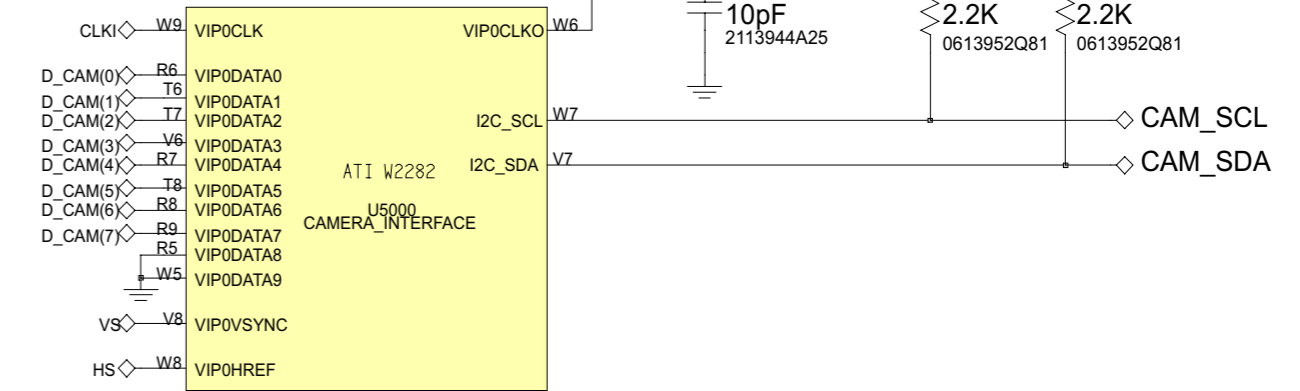 10pF
2113944A25
2.2K
0613952Q81
2.2K
0613952Q81
CLKI W9 VIP0CLK
VIP0CLKO W6
D_CAM(0) R6 VIP0DATA0
D_CAM(1) T6 VIP0DATA1
D_CAM(2) T7 VIP0DATA2
I2C_SCL W7 CAM_SCL
D_CAM(3) V6 VIP0DATA3
D_CAM(4) R7 VIP0DATA4
I2C_SDA V7 CAM_SDA
ATI W2282
D_CAM(5) T8 VIP0DATA5
D_CAM(6) R8 VIP0DATA6
U5000
CAMERA_INTERFACE
D_CAM(7) R9 VIP0DATA7
R5 VIP0DATA8
W5 VIP0DATA9
VS V8 VIP0VSYNC
HS W8 VIP0HREF